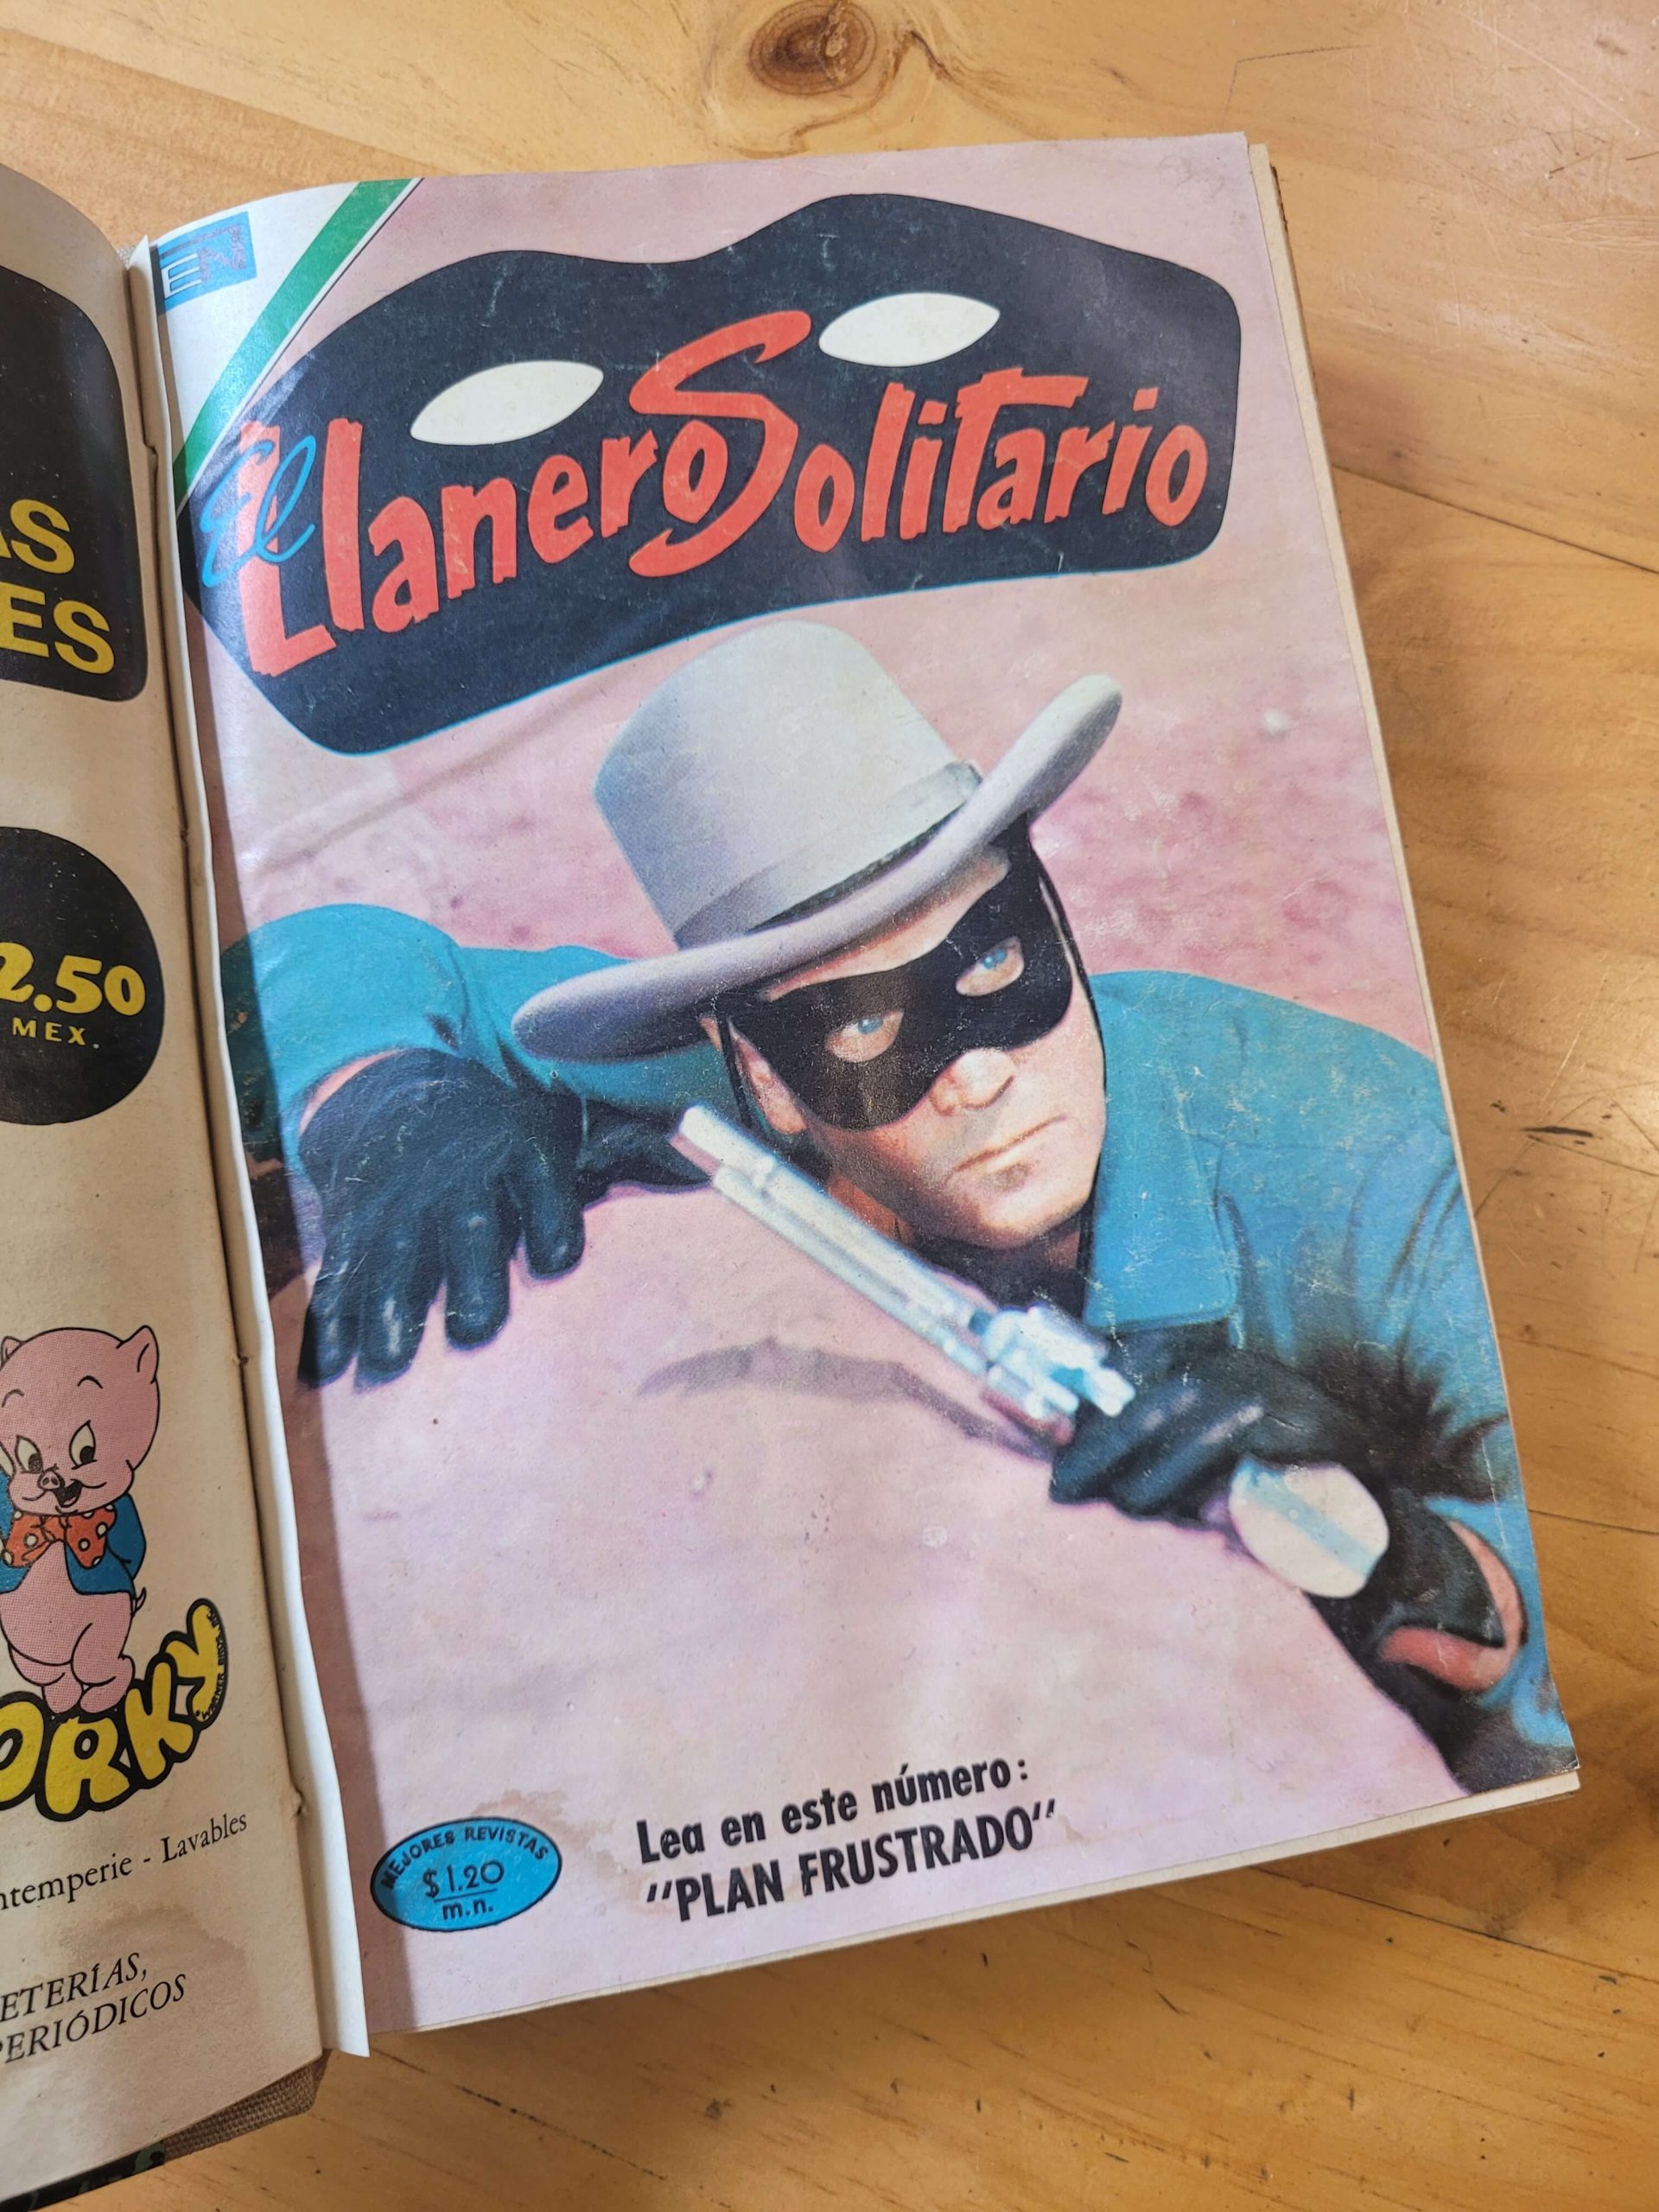 AS
ES
2.50
MEX.
ORKY
ntemperie - Lavables
ETERÍAS,
PERIÓDICOS
EN
El Llanero Solitario
MEJORES REVISTAS
$1.20
m.n.
Lea en este número:
"PLAN FRUSTRADO"